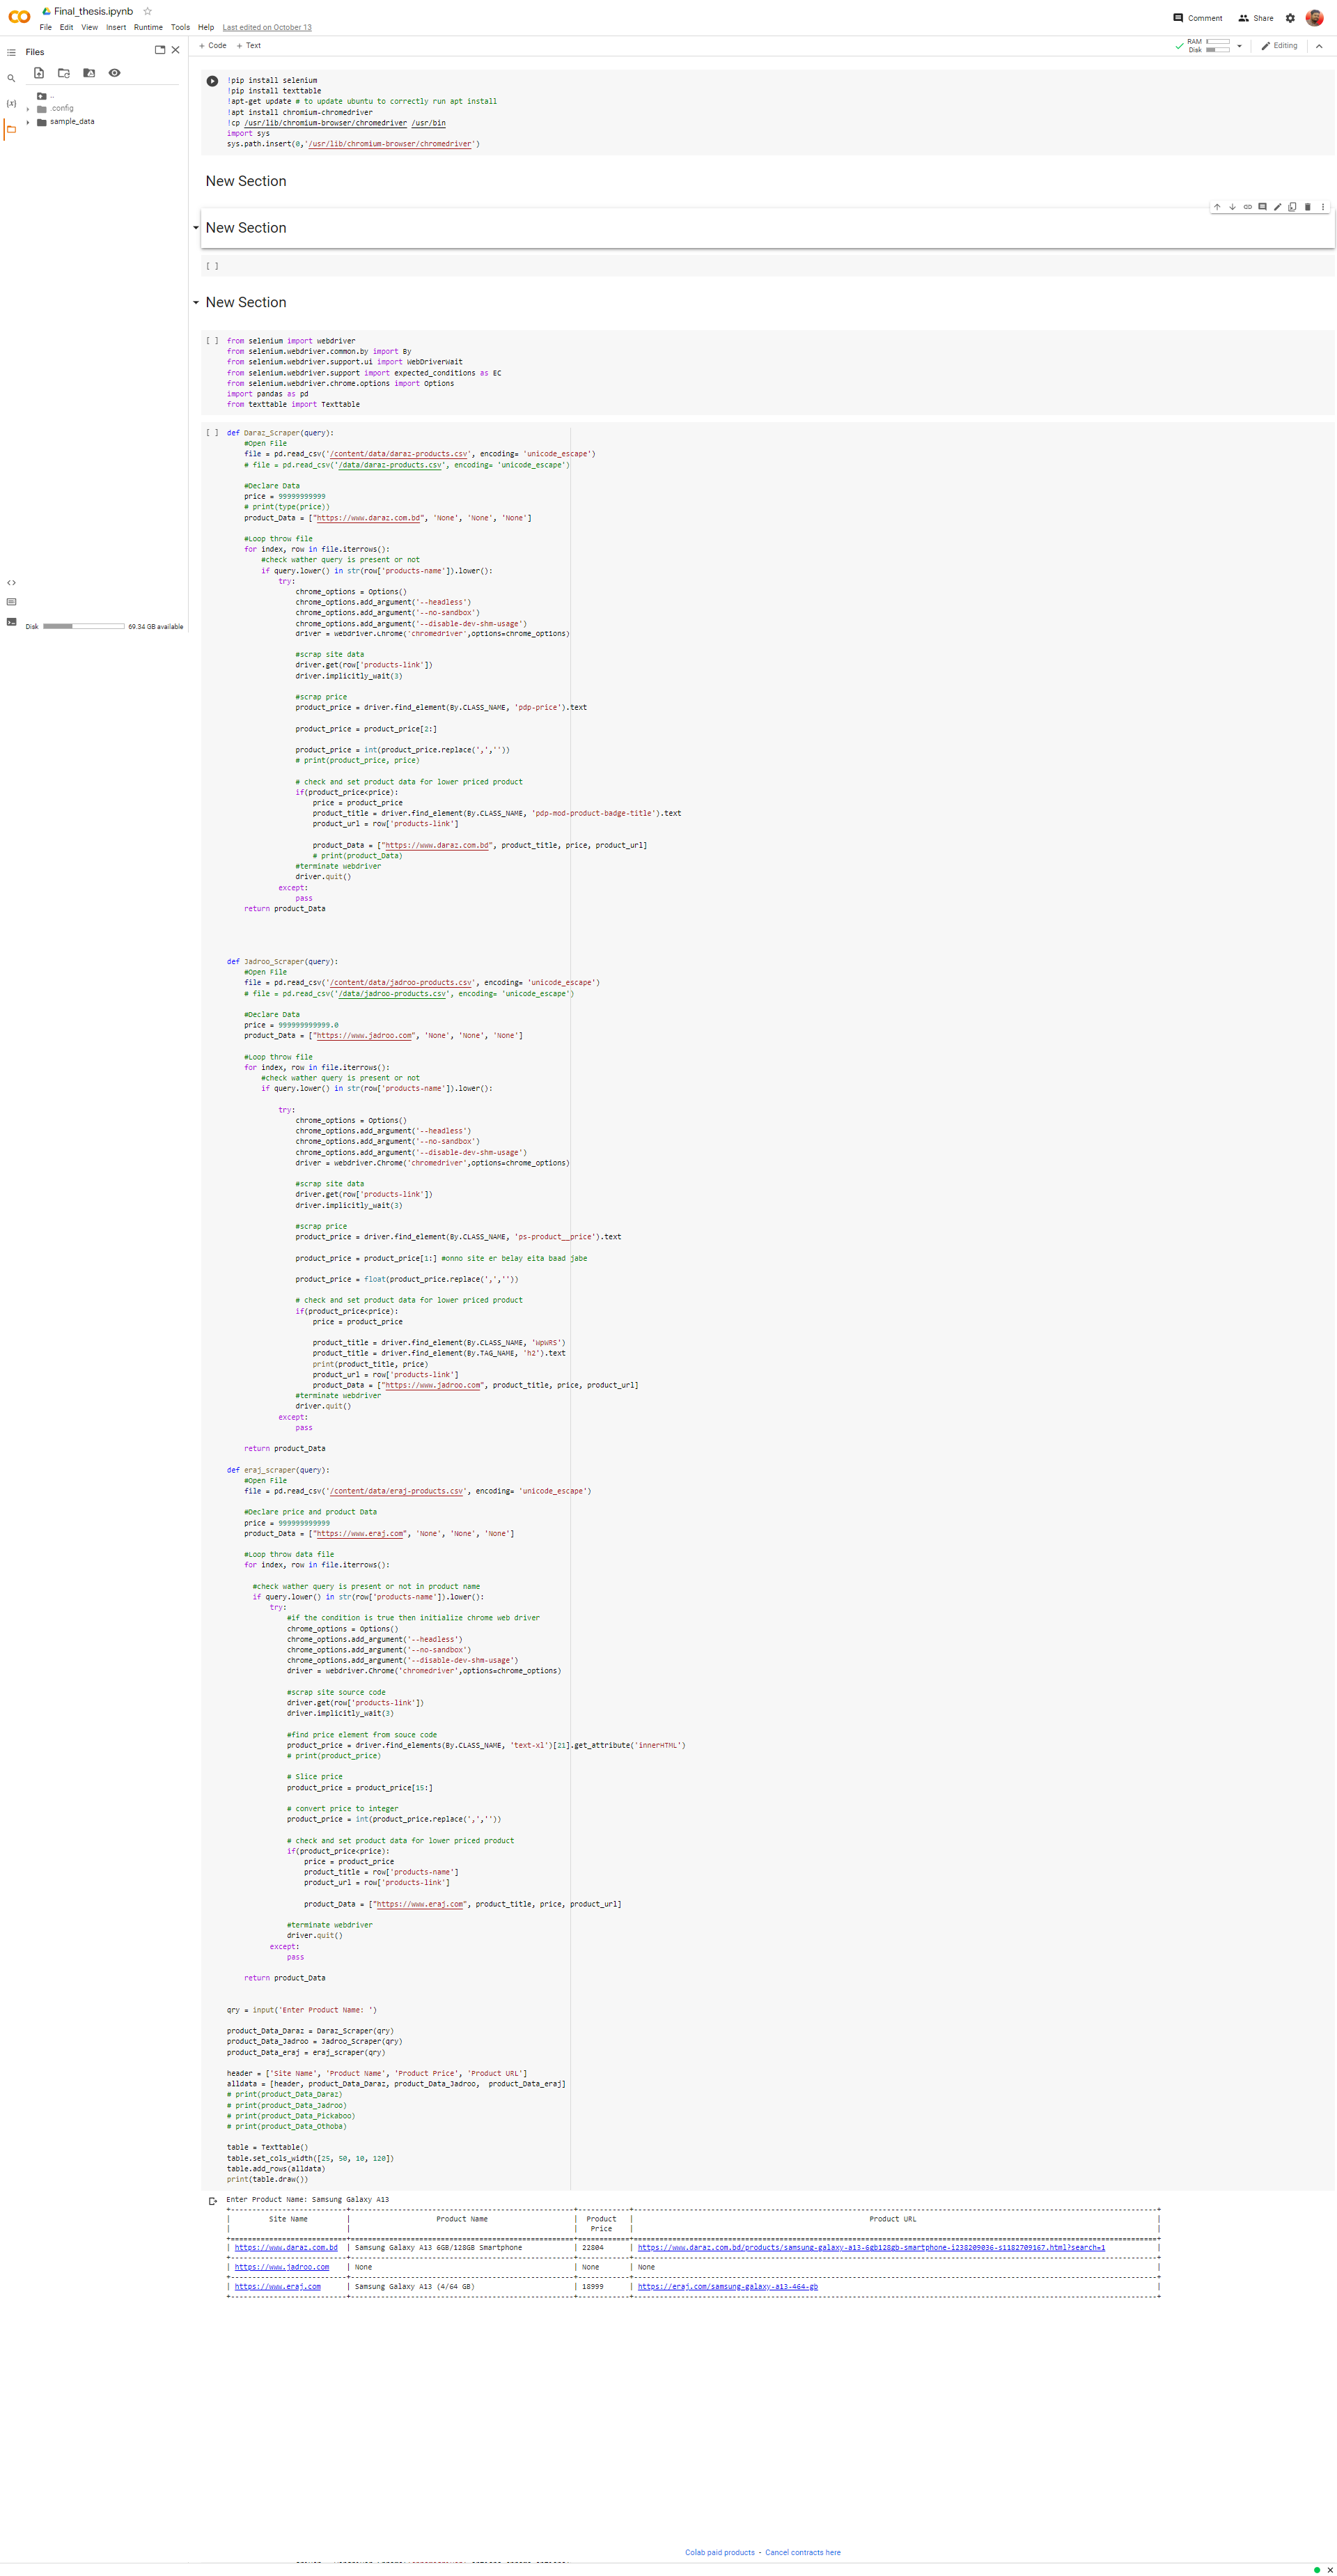 Final_thesis.ipynb
File Edit View Insert Runtime Tools Help Last edited on October 13
Comment Share
Files
+ Code + Text
RAM
Disk
Editing
..
.config
sample_data
{x}
<>
Disk 69.34 GB available
!pip install selenium
!pip install texttable
!apt-get update # to update ubuntu to correctly run apt install
!apt install chromium-chromedriver
!cp /usr/lib/chromium-browser/chromedriver /usr/bin
import sys
sys.path.insert(0,'/usr/lib/chromium-browser/chromedriver')
New Section
New Section
[ ]
New Section
[ ] from selenium import webdriver
from selenium.webdriver.common.by import By
from selenium.webdriver.support.ui import WebDriverWait
from selenium.webdriver.support import expected_conditions as EC
from selenium.webdriver.chrome.options import Options
import pandas as pd
from texttable import Texttable
[ ] def Daraz_Scraper(query):
#Open File
file = pd.read_csv('/content/data/daraz-products.csv', encoding= 'unicode_escape')
# file = pd.read_csv('/data/daraz-products.csv', encoding= 'unicode_escape')
#Declare Data
price = 99999999999
# print(type(price))
product_Data = ["https://www.daraz.com.bd", 'None', 'None', 'None']
#Loop throw file
for index, row in file.iterrows():
#check wather query is present or not
if query.lower() in str(row['products-name']).lower():
try:
chrome_options = Options()
chrome_options.add_argument('--headless')
chrome_options.add_argument('--no-sandbox')
chrome_options.add_argument('--disable-dev-shm-usage')
driver = webdriver.Chrome('chromedriver',options=chrome_options)
#scrap site data
driver.get(row['products-link'])
driver.implicitly_wait(3)
#scrap price
product_price = driver.find_element(By.CLASS_NAME, 'pdp-price').text
product_price = product_price[2:]
product_price = int(product_price.replace(',',''))
# print(product_price, price)
# check and set product data for lower priced product
if(product_price<price):
price = product_price
product_title = driver.find_element(By.CLASS_NAME, 'pdp-mod-product-badge-title').text
product_url = row['products-link']
product_Data = ["https://www.daraz.com.bd", product_title, price, product_url]
# print(product_Data)
#terminate webdriver
driver.quit()
except:
pass
return product_Data
def Jadroo_Scraper(query):
#Open File
file = pd.read_csv('/content/data/jadroo-products.csv', encoding= 'unicode_escape')
# file = pd.read_csv('/data/jadroo-products.csv', encoding= 'unicode_escape')
#Declare Data
price = 999999999999.0
product_Data = ["https://www.jadroo.com", 'None', 'None', 'None']
#Loop throw file
for index, row in file.iterrows():
#check wather query is present or not
if query.lower() in str(row['products-name']).lower():
try:
chrome_options = Options()
chrome_options.add_argument('--headless')
chrome_options.add_argument('--no-sandbox')
chrome_options.add_argument('--disable-dev-shm-usage')
driver = webdriver.Chrome('chromedriver',options=chrome_options)
#scrap site data
driver.get(row['products-link'])
driver.implicitly_wait(3)
#scrap price
product_price = driver.find_element(By.CLASS_NAME, 'ps-product__price').text
product_price = product_price[1:] #onno site er belay eita baad jabe
product_price = float(product_price.replace(',',''))
# check and set product data for lower priced product
if(product_price<price):
price = product_price
product_title = driver.find_element(By.CLASS_NAME, 'WpWRS')
product_title = driver.find_element(By.TAG_NAME, 'h2').text
print(product_title, price)
product_url = row['products-link']
product_Data = ["https://www.jadroo.com", product_title, price, product_url]
#terminate webdriver
driver.quit()
except:
pass
return product_Data
def eraj_scraper(query):
#Open File
file = pd.read_csv('/content/data/eraj-products.csv', encoding= 'unicode_escape')
#Declare price and product Data
price = 999999999999
product_Data = ["https://www.eraj.com", 'None', 'None', 'None']
#Loop throw data file
for index, row in file.iterrows():
#check wather query is present or not in product name
if query.lower() in str(row['products-name']).lower():
try:
#if the condition is true then initialize chrome web driver
chrome_options = Options()
chrome_options.add_argument('--headless')
chrome_options.add_argument('--no-sandbox')
chrome_options.add_argument('--disable-dev-shm-usage')
driver = webdriver.Chrome('chromedriver',options=chrome_options)
#scrap site source code
driver.get(row['products-link'])
driver.implicitly_wait(3)
#find price element from souce code
product_price = driver.find_elements(By.CLASS_NAME, 'text-xl')[21].get_attribute('innerHTML')
# print(product_price)
# Slice price
product_price = product_price[15:]
# convert price to integer
product_price = int(product_price.replace(',',''))
# check and set product data for lower priced product
if(product_price<price):
price = product_price
product_title = row['products-name']
product_url = row['products-link']
product_Data = ["https://www.eraj.com", product_title, price, product_url]
#terminate webdriver
driver.quit()
except:
pass
return product_Data
qry = input('Enter Product Name: ')
product_Data_Daraz = Daraz_Scraper(qry)
product_Data_Jadroo = Jadroo_Scraper(qry)
product_Data_eraj = eraj_scraper(qry)
header = ['Site Name', 'Product Name', 'Product Price', 'Product URL']
alldata = [header, product_Data_Daraz, product_Data_Jadroo, product_Data_eraj]
# print(product_Data_Daraz)
# print(product_Data_Jadroo)
# print(product_Data_Pickaboo)
# print(product_Data_Othoba)
table = Texttable()
table.set_cols_width([25, 50, 10, 120])
table.add_rows(alldata)
print(table.draw())
Enter Product Name: Samsung Galaxy A13
| Site Name | Product Name | Product | Product URL |
| | | Price | |
| https://www.daraz.com.bd | Samsung Galaxy A13 6GB/128GB Smartphone | 22804 | https://www.daraz.com.bd/products/samsung-galaxy-a13-6gb128gb-smartphone-i238209036-s1182709167.html?search=1 |
| https://www.jadroo.com | None | None | None |
| https://www.eraj.com | Samsung Galaxy A13 (4/64 GB) | 18999 | https://eraj.com/samsung-galaxy-a13-464-gb |
Colab paid products - Cancel contracts here